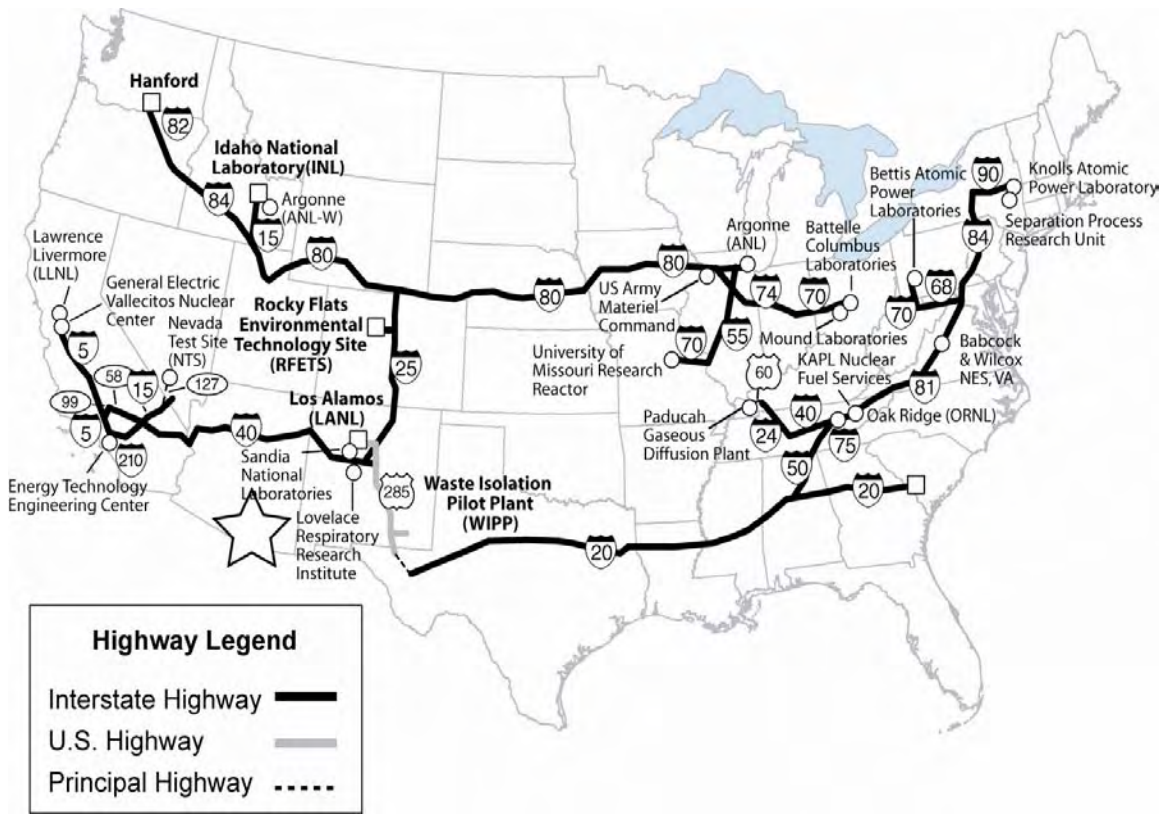 Hanford
82
Idaho National
Laboratory(INL)
Argonne
(ANL-W)
84
15
80
Lawrence
Livermore
(LLNL)
General Electric
Vallecitos Nuclear
Center
Nevada
Test Site
(NTS)
5
58
15
127
99
5
210
Energy Technology
Engineering Center
40
Rocky Flats
Environmental
Technology Site
(RFETS)
25
Los Alamos
(LANL)
Sandia
National
Laboratories
Lovelace
Respiratory
Research
Institute
285
Waste Isolation
Pilot Plant
(WIPP)
80
80
US Army
Materiel
Command
Argonne
(ANL)
74
70
Battelle
Columbus
Laboratories
Mound Laboratories
55
70
University of
Missouri Research
Reactor
Bettis Atomic
Power
Laboratories
70
68
90
Knolls Atomic
Power Laboratory
Separation Process
Research Unit
84
Babcock
& Wilcox
NES, VA
81
KAPL Nuclear
Fuel Services
Oak Ridge (ORNL)
60
Paducah
Gaseous
Diffusion Plant
24
40
75
50
20
20
Highway Legend
Interstate Highway
U.S. Highway
Principal Highway